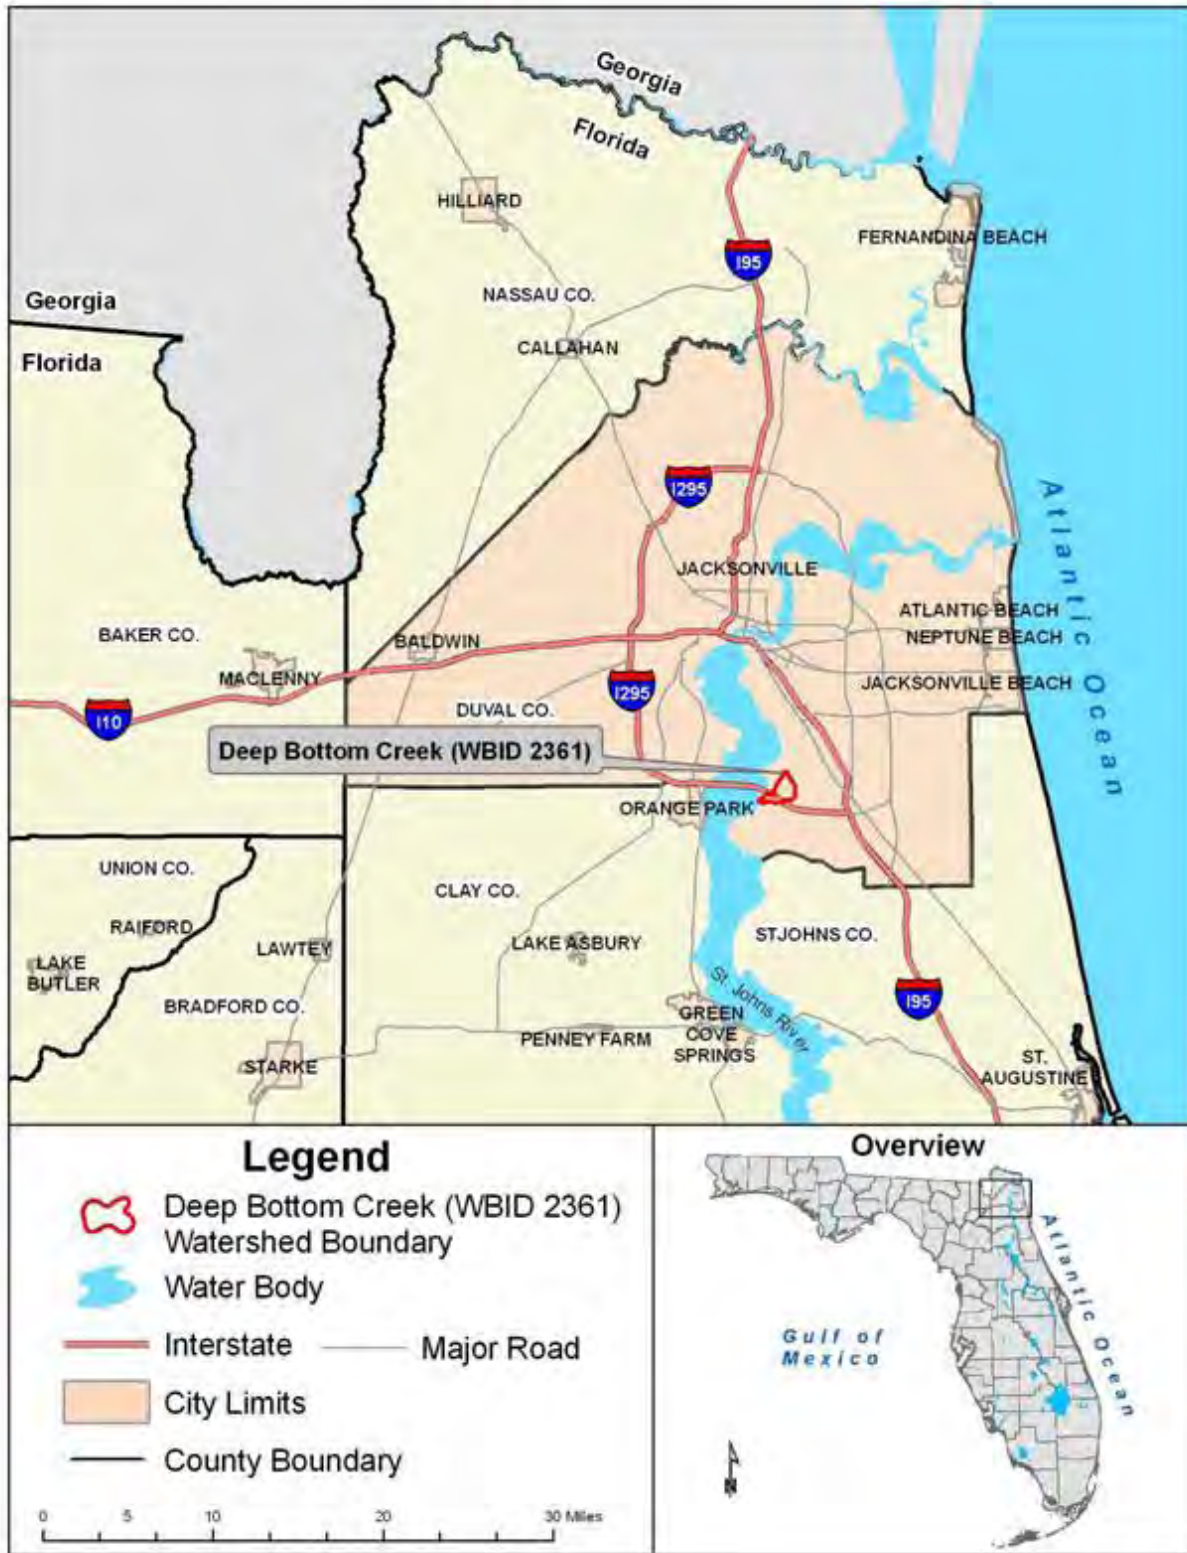 Georgia
Florida
HILLIARD
I95
FERNANDINA BEACH
Georgia
NASSAU CO.
CALLAHAN
Florida
I295
Atlantic Ocean
JACKSONVILLE
ATLANTIC BEACH
BAKER CO.
BALDWIN
NEPTUNE BEACH
MACCLENNY
JACKSONVILLE BEACH
I295
I10
DUVAL CO.
Deep Bottom Creek (WBID 2361)
ORANGE PARK
UNION CO.
CLAY CO.
RAIFORD
LAWTEY
LAKE ASBURY
STJOHNS CO.
LAKE
BUTLER
BRADFORD CO.
St. Johns River
I95
GREEN
COVE
SPRINGS
PENNEY FARM
STARKE
ST.
AUGUSTINE
Legend
Deep Bottom Creek (WBID 2361)
Watershed Boundary
Water Body
Interstate
Major Road
City Limits
County Boundary
0 5 10 20 30 Miles
Overview
Atlantic Ocean
Gulf of
Mexico
N